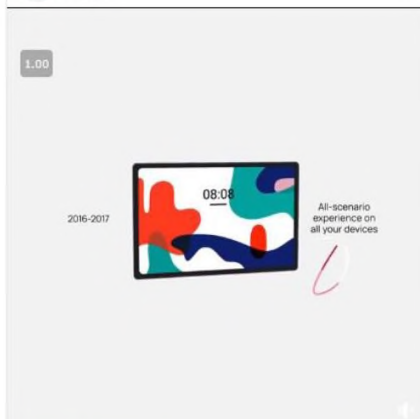 1.00
08:08
2016-2017
All-scenario
experience on
all your devices